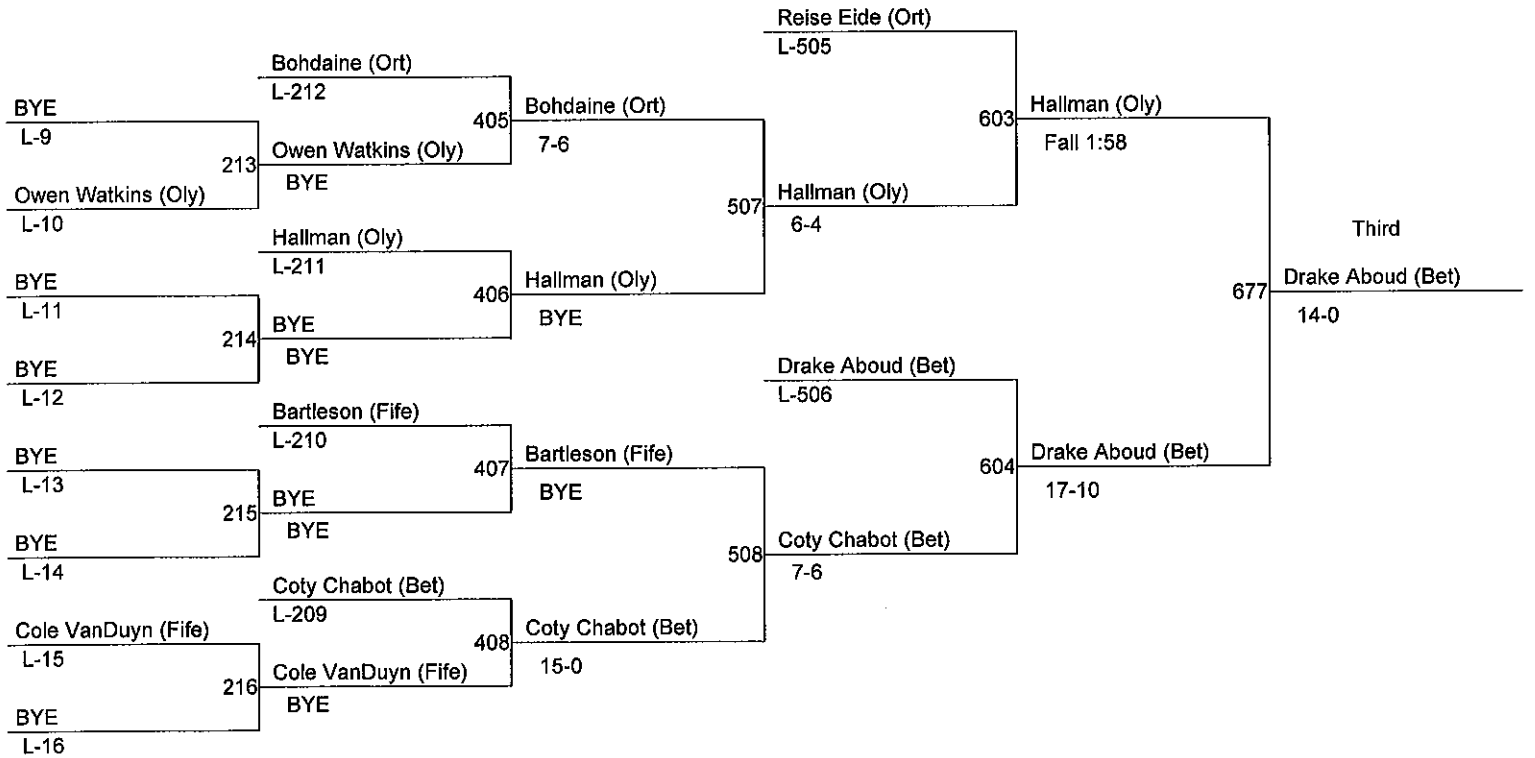 BYE
L-9
213
Owen Watkins (Oly)
L-10
BYE
L-11
214
BYE
L-12
BYE
L-13
215
BYE
L-14
Cole VanDuyn (Fife)
L-15
216
BYE
L-16
Bohdaine (Ort)
L-212
405
Owen Watkins (Oly)
BYE
Hallman (Oly)
L-211
406
BYE
BYE
Bartleson (Fife)
L-210
407
BYE
BYE
Coty Chabot (Bet)
L-209
408
Cole VanDuyn (Fife)
BYE
Bohdaine (Ort)
7-6
507
Hallman (Oly)
BYE
Bartleson (Fife)
BYE
508
Coty Chabot (Bet)
15-0
Reise Eide (Ort)
L-505
603
Hallman (Oly)
6-4
Drake Aboud (Bet)
L-506
604
Coty Chabot (Bet)
7-6
Hallman (Oly)
Fall 1:58
677
Drake Aboud (Bet)
17-10
Third
Drake Aboud (Bet)
14-0